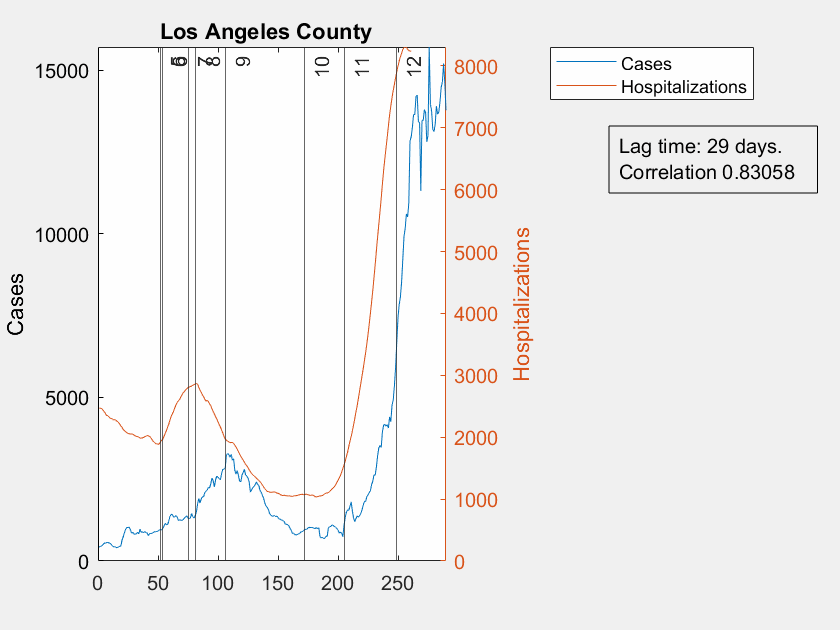 Los Angeles County
15000
10000
5000
0
Cases
5
6
7
8
9
10
11
12
8000
7000
6000
5000
4000
3000
2000
1000
0
Hospitalizations
0 50 100 150 200 250
Cases
Hospitalizations
Lag time: 29 days.
Correlation 0.83058